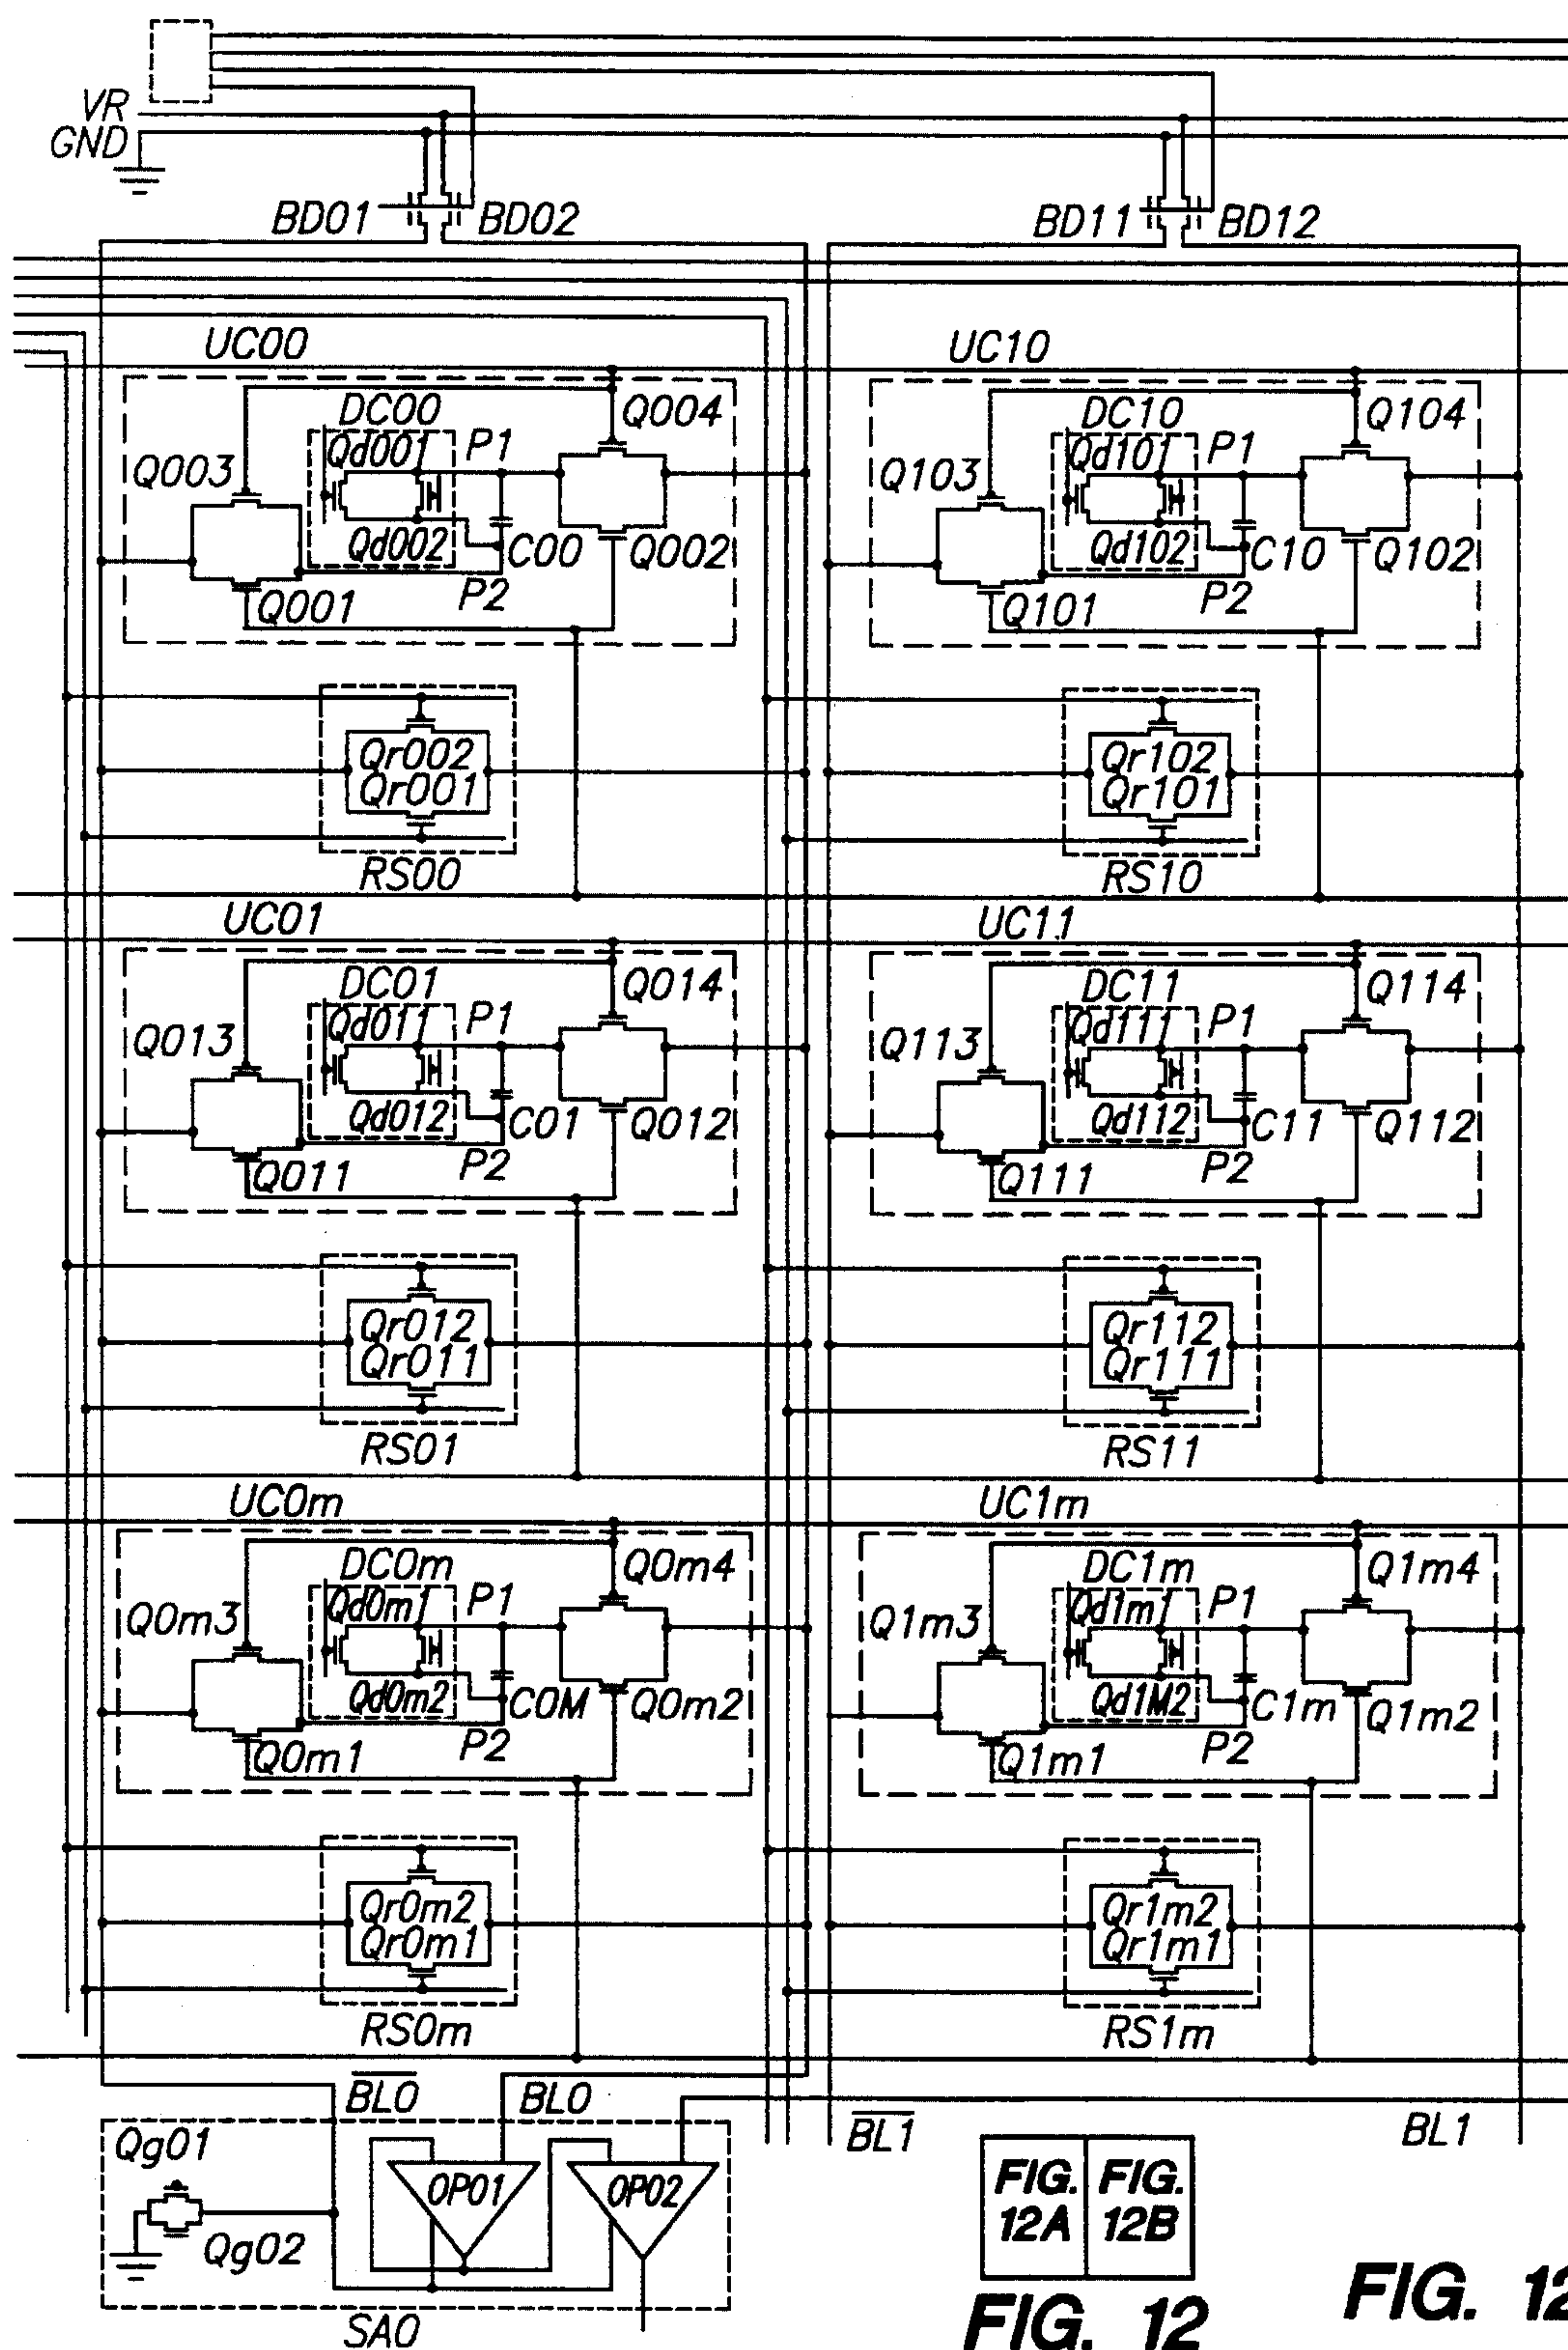 VR
GND
BD01 BD02 BD11 BD12
UC00 UC10
DC00 Q004 DC10 Q104
Qd001 P1 Qd101 P1
Q003 Q103
Qd002 C00 Q002 Qd102 C10 Q102
Q001 P2 Q101 P2
Qr002 Qr102
Qr001 Qr101
RS00 RS10
UC01 UC11
DC01 Q014 DC11 Q114
Qd011 P1 Qd111 P1
Q013 Q113
Qd012 C01 Q012 Qd112 C11 Q112
Q011 P2 Q111 P2
Qr012 Qr112
Qr011 Qr111
RS01 RS11
UC0m UC1m
DC0m Q0m4 DC1m Q1m4
Qd0m1 P1 Qd1m1 P1
Q0m3 Q1m3
Qd0m2 C0M Q0m2 Qd1M2 C1m Q1m2
Q0m1 P2 Q1m1 P2
Qr0m2 Qr1m2
Qr0m1 Qr1m1
RS0m RS1m
B̅L̅0̅ BL0 B̅L̅1̅ BL1
Qg01
OP01 OP02
Qg02
SA0
FIG. 12A FIG. 12B
FIG. 12
FIG.